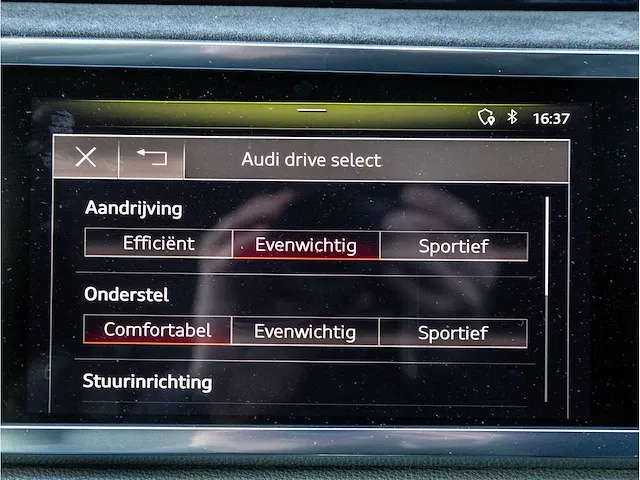 16:37
Audi drive select
Aandrijving
Efficiënt Evenwichtig Sportief
Onderstel
Comfortabel Evenwichtig Sportief
Stuurinrichting